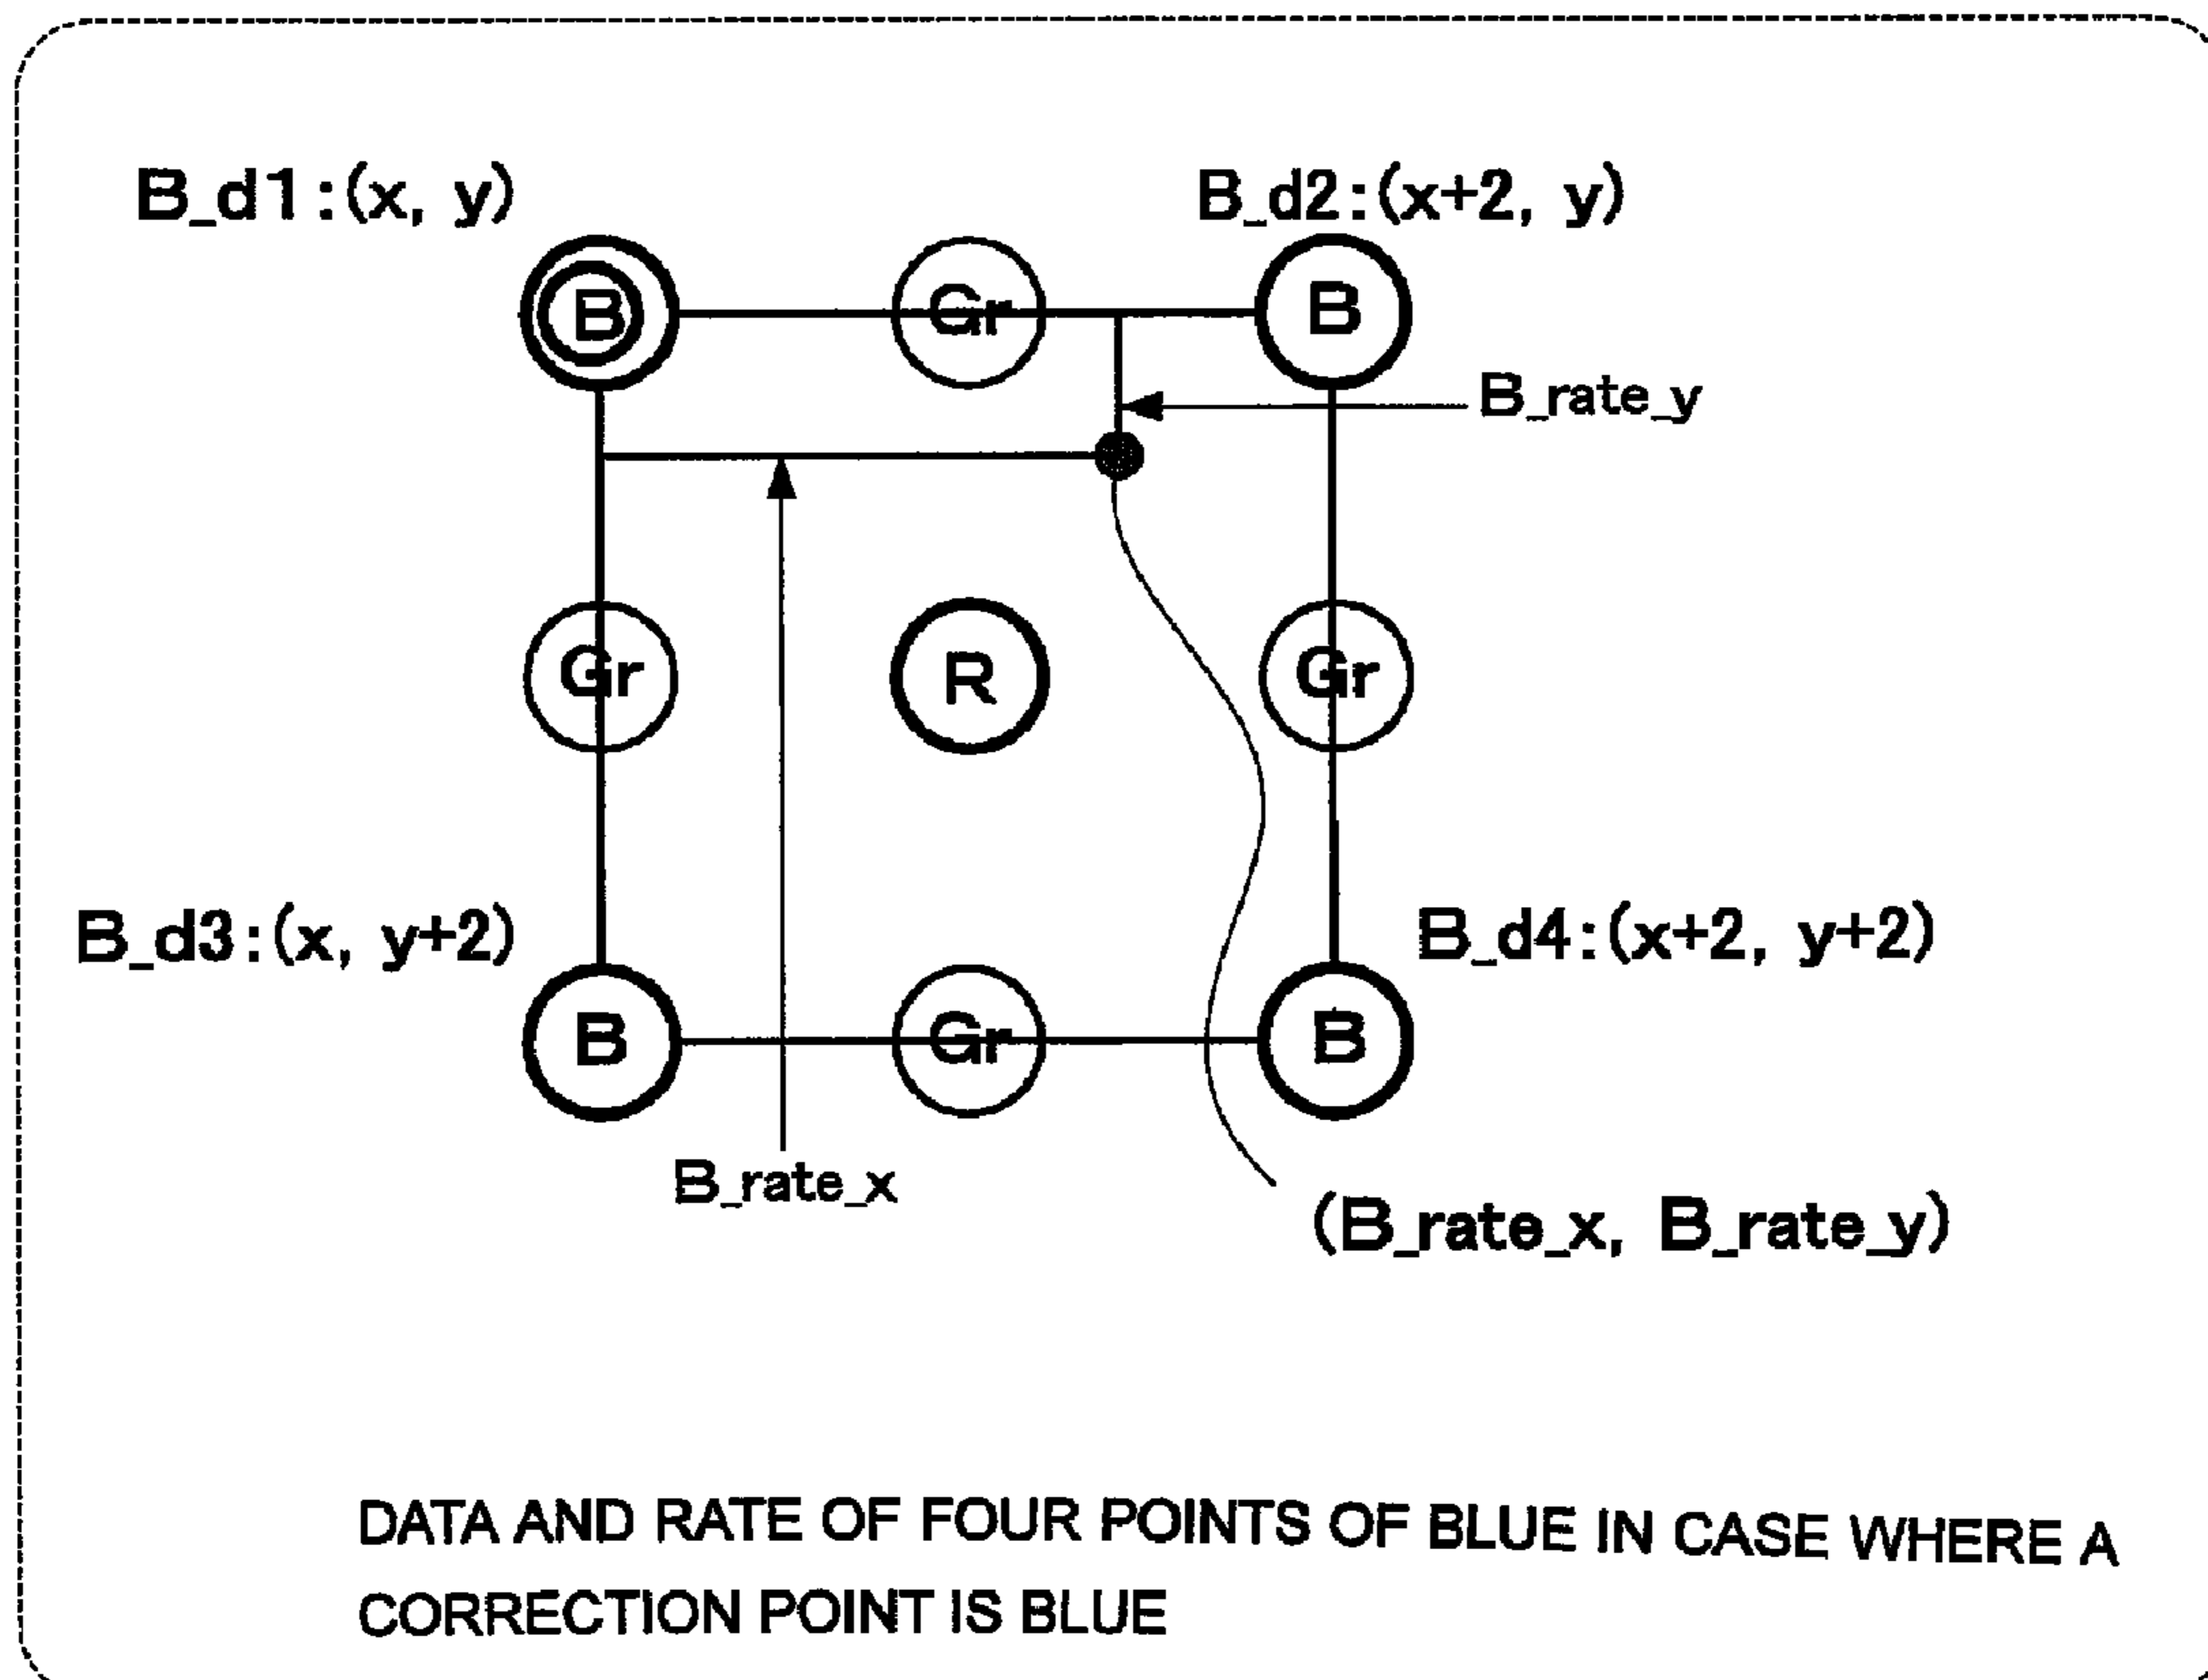 B_d1:(x, y)
B_d2:(x+2, y)
B
Gr
B
B_rate_y
Gr
R
Gr
B_d3:(x, y+2)
B_d4:(x+2, y+2)
B
Gr
B
B_rate_x
(B_rate_x, B_rate_y)
DATA AND RATE OF FOUR POINTS OF BLUE IN CASE WHERE A
CORRECTION POINT IS BLUE